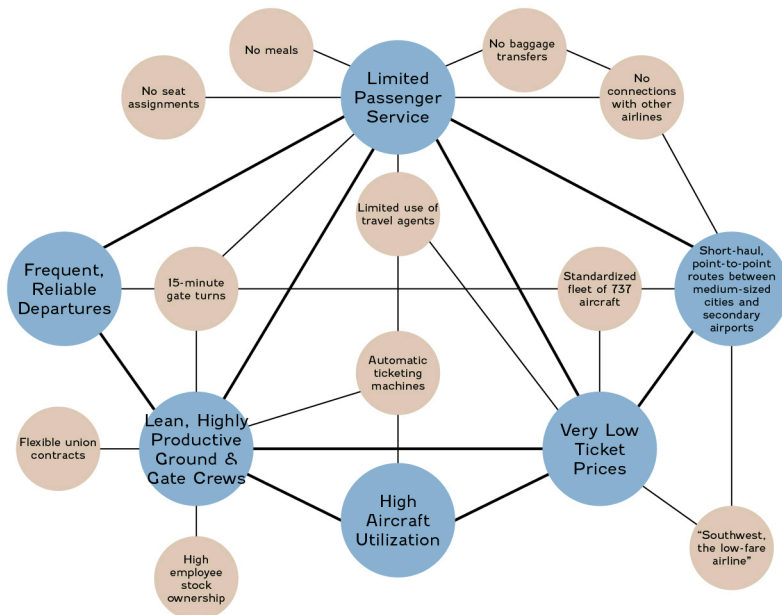 No meals
No baggage
transfers
Limited
Passenger
Service
No seat
assignments
No
connections
with other
airlines
Limited use of
travel agents
Frequent,
Reliable
Departures
15-minute
gate turns
Standardized
fleet of 737
aircraft
Short-haul,
point-to-point
routes between
medium-sized
cities and
secondary
airports
Automatic
ticketing
machines
Flexible union
contracts
Lean, Highly
Productive
Ground &
Gate Crews
Very Low
Ticket
Prices
High
Aircraft
Utilization
“Southwest,
the low-fare
airline”
High
employee
stock
ownership